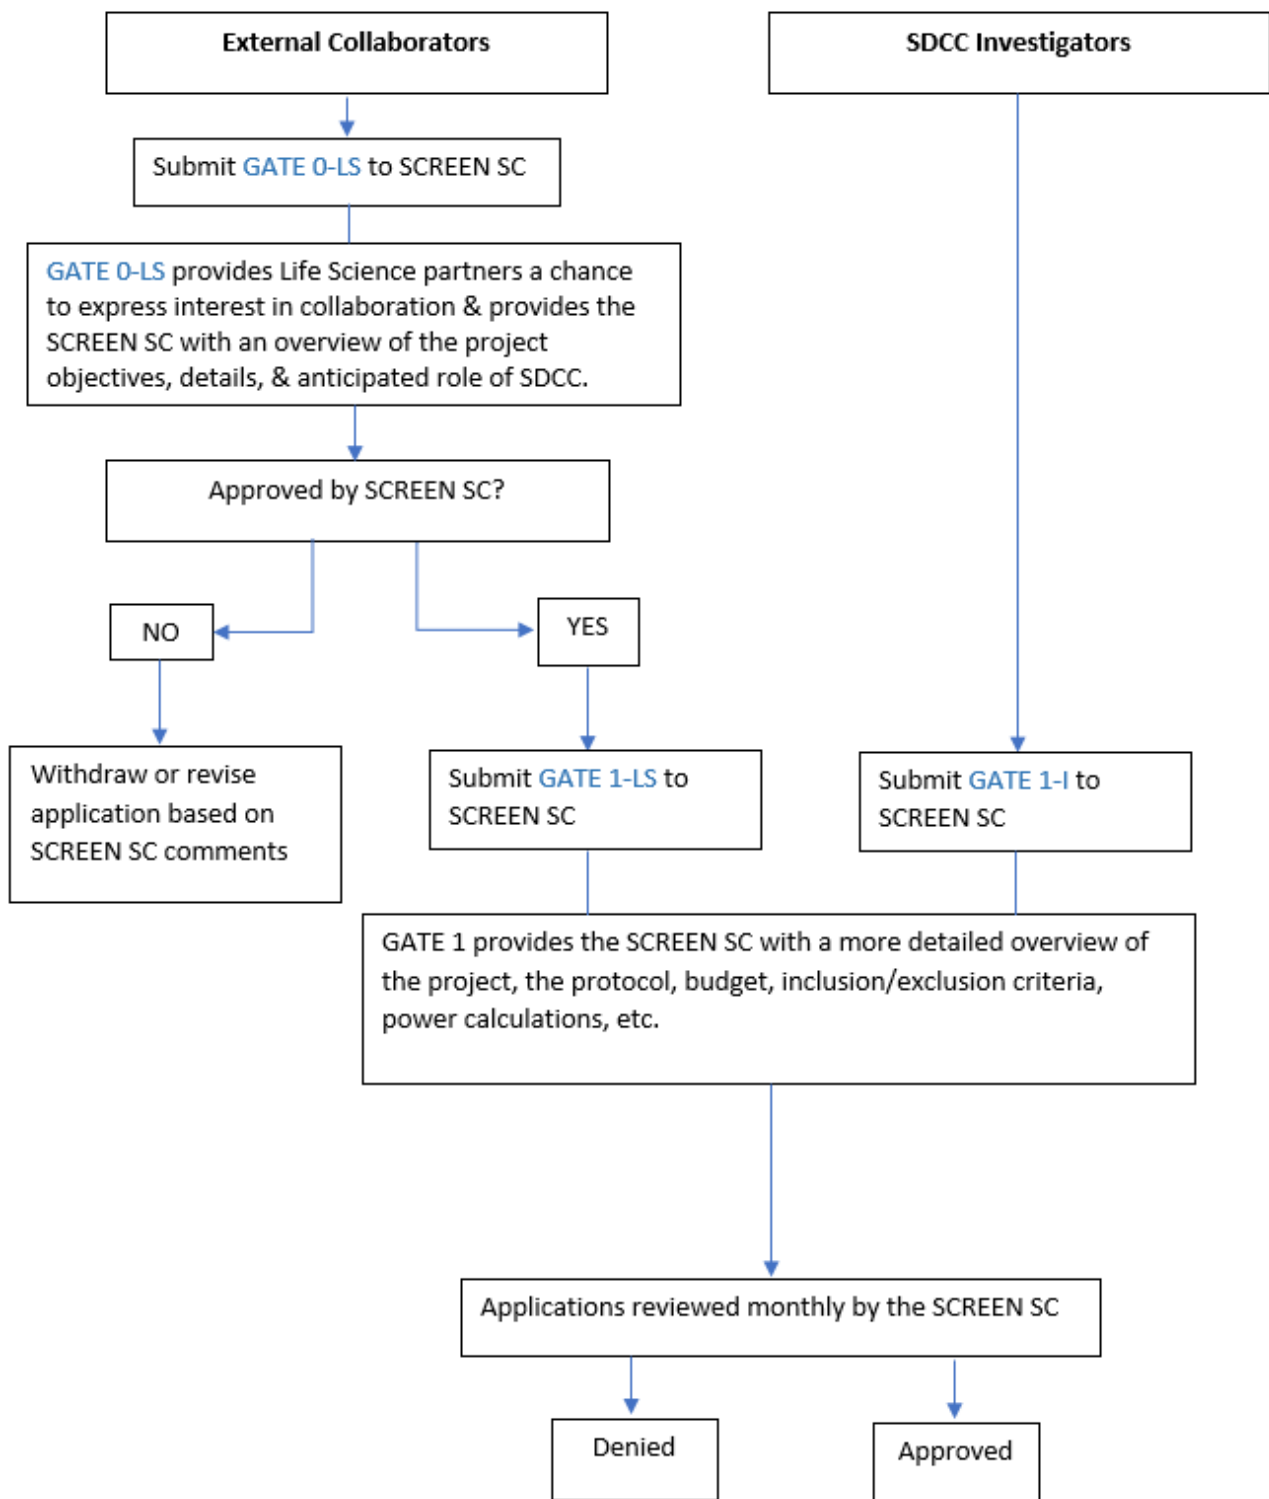 External Collaborators
SDCC Investigators
Submit GATE 0-LS to SCREEN SC
GATE 0-LS provides Life Science partners a chance
to express interest in collaboration & provides the
SCREEN SC with an overview of the project
objectives, details, & anticipated role of SDCC.
Approved by SCREEN SC?
NO
YES
Withdraw or revise
application based on
SCREEN SC comments
Submit GATE 1-LS to
SCREEN SC
Submit GATE 1-I to
SCREEN SC
GATE 1 provides the SCREEN SC with a more detailed overview of
the project, the protocol, budget, inclusion/exclusion criteria,
power calculations, etc.
Applications reviewed monthly by the SCREEN SC
Denied
Approved